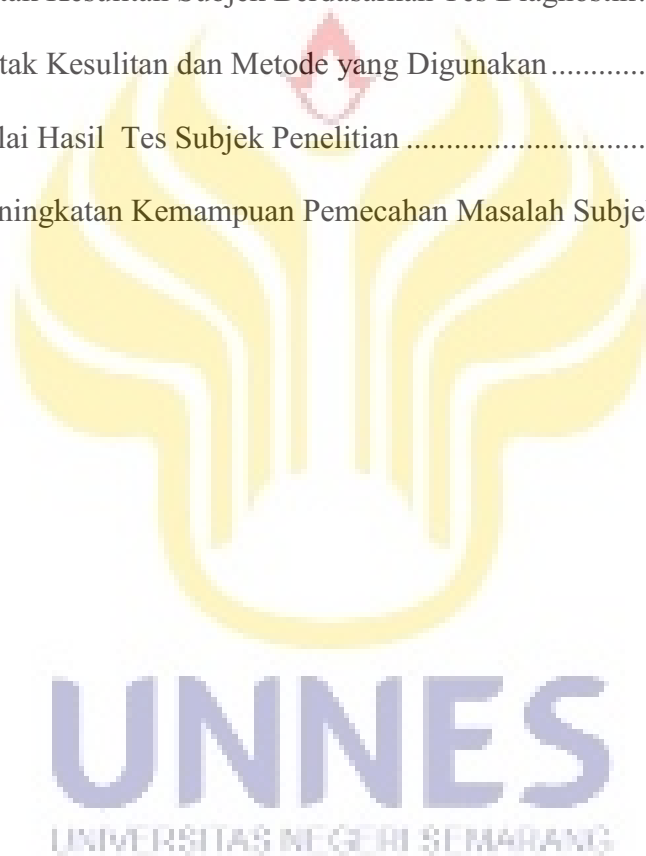 Kesulitan Subjek Berdasarkan Tes Diagnostik
tak Kesulitan dan Metode yang Digunakan ............
lai Hasil Tes Subjek Penelitian ..........................
ningkatan Kemampuan Pemecahan Masalah Subje
UNNES
UNIVERSITAS NEGERI SEMARANG